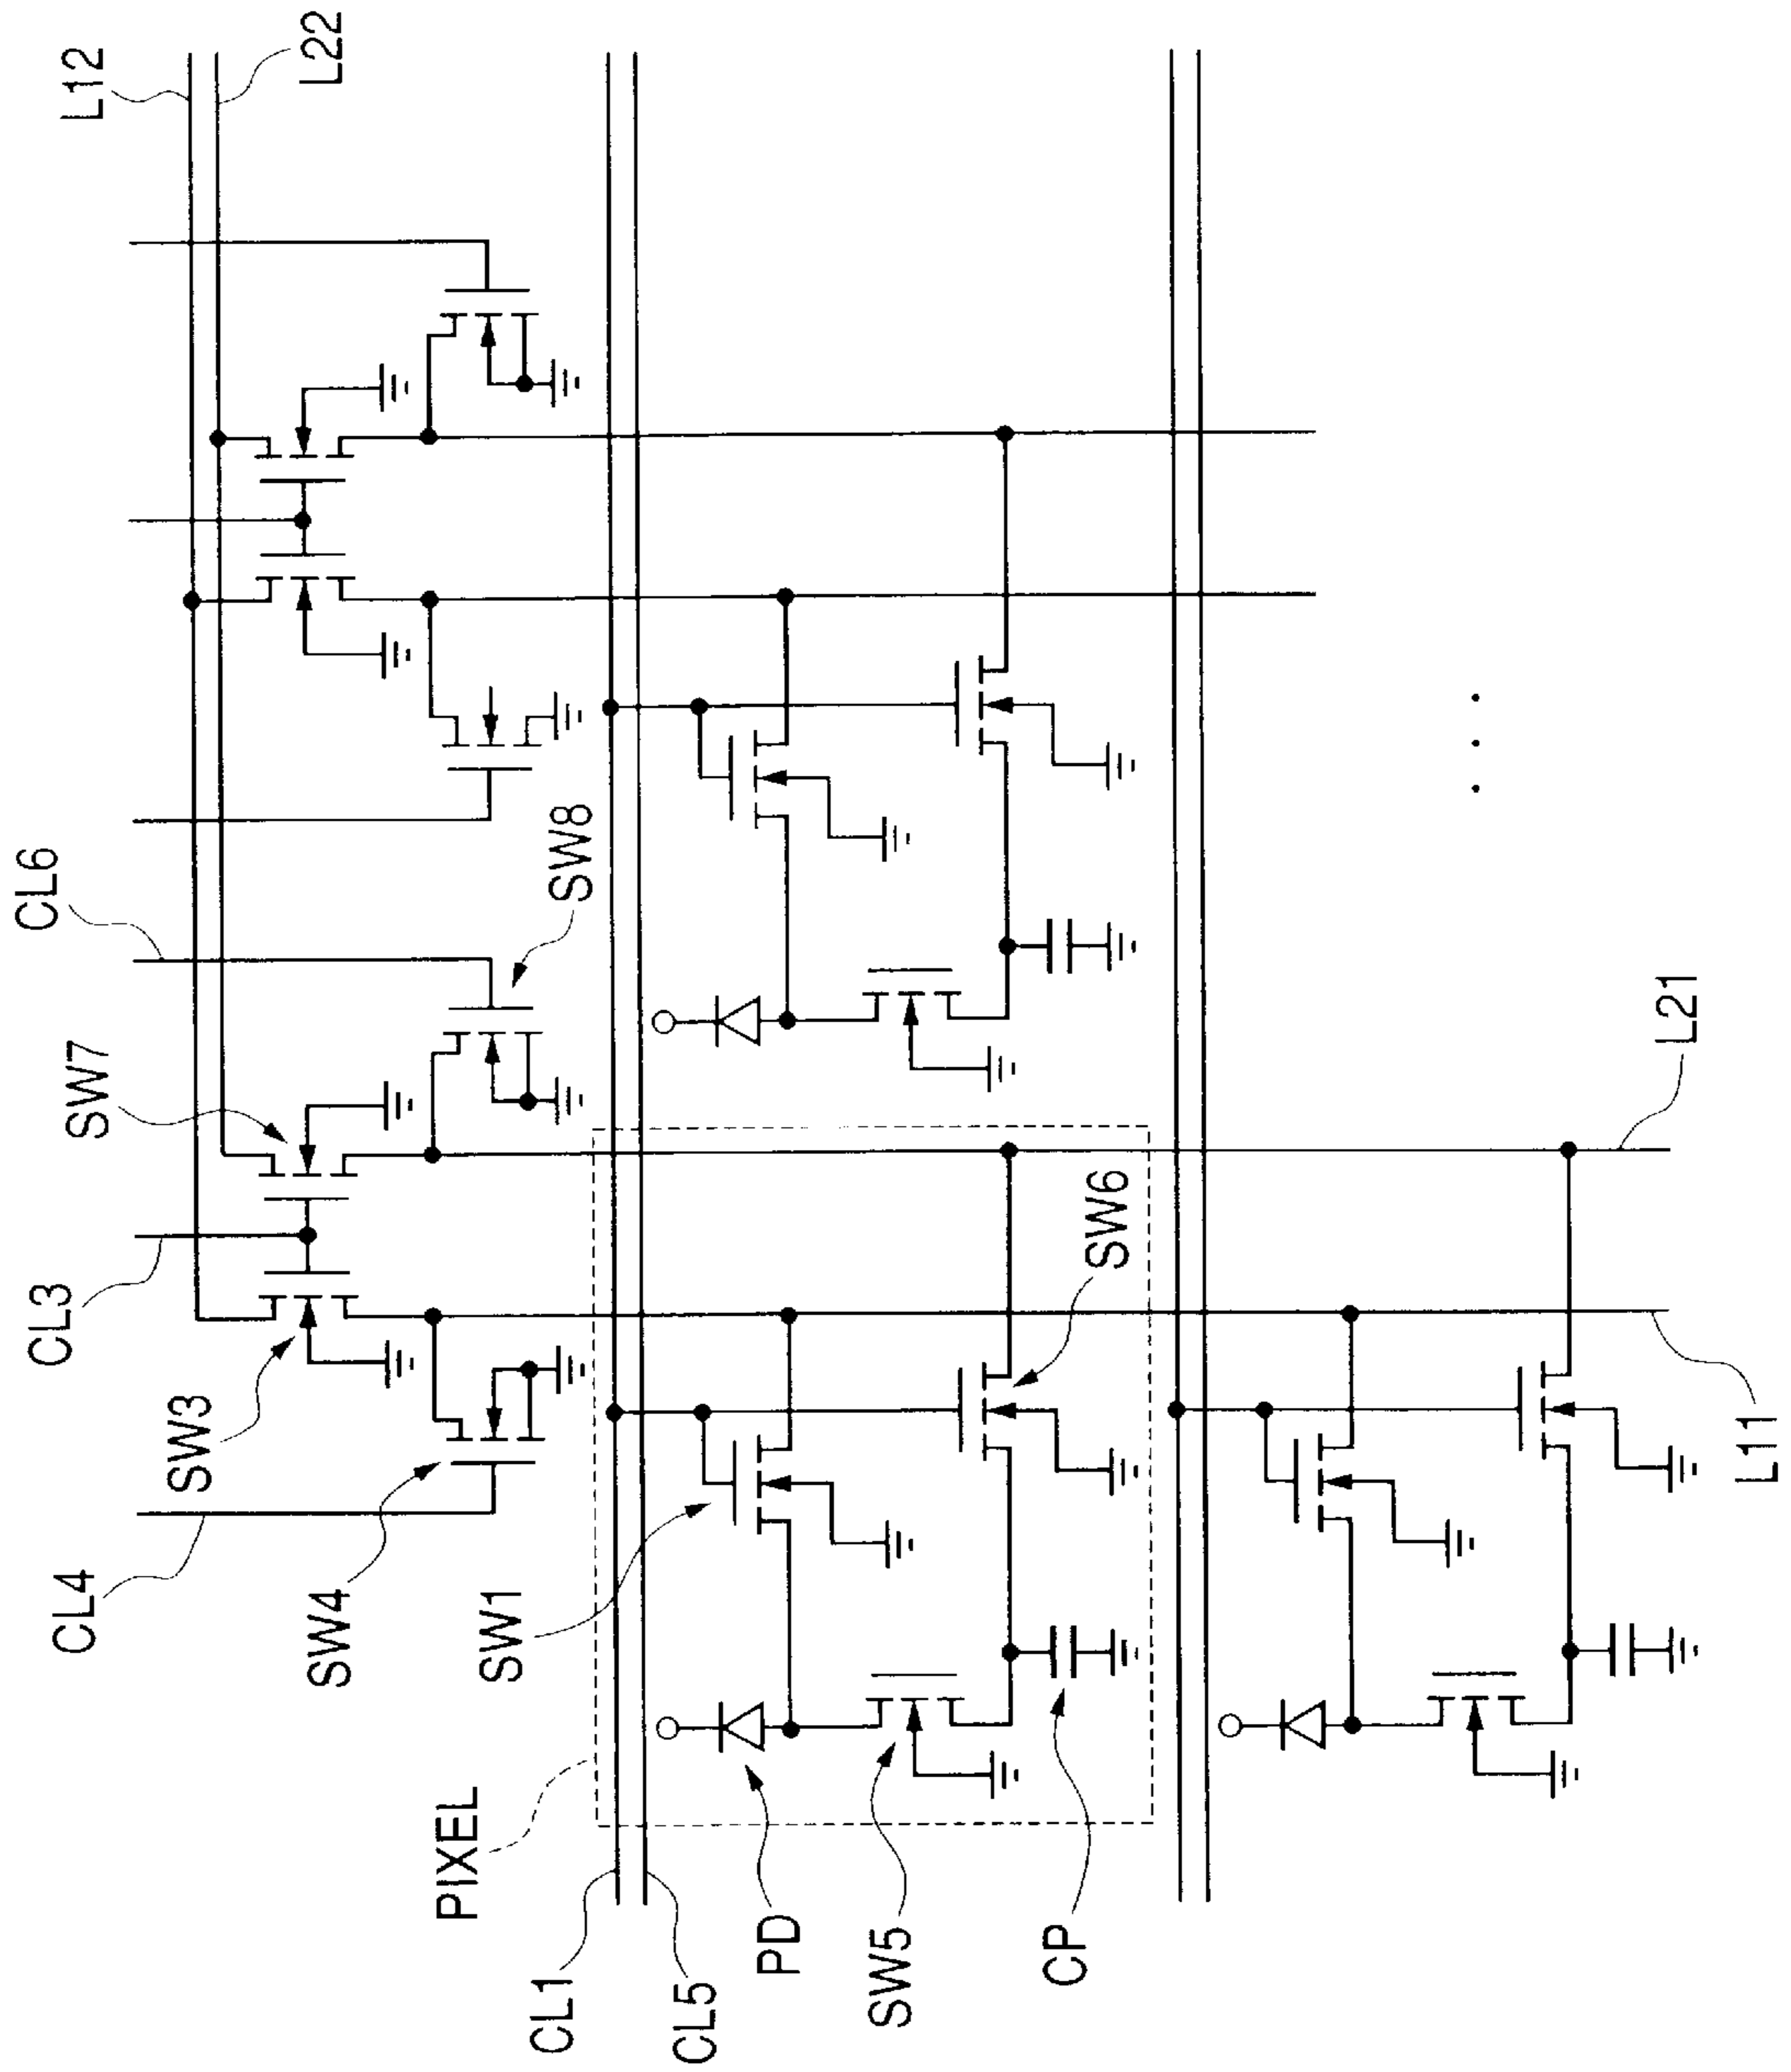 L12
L22
CL6
SW8
SW7
CL3
SW3
CL4
SW4
SW1
SW6
L21
L11
PIXEL
CL1
CL5
PD
SW5
CP